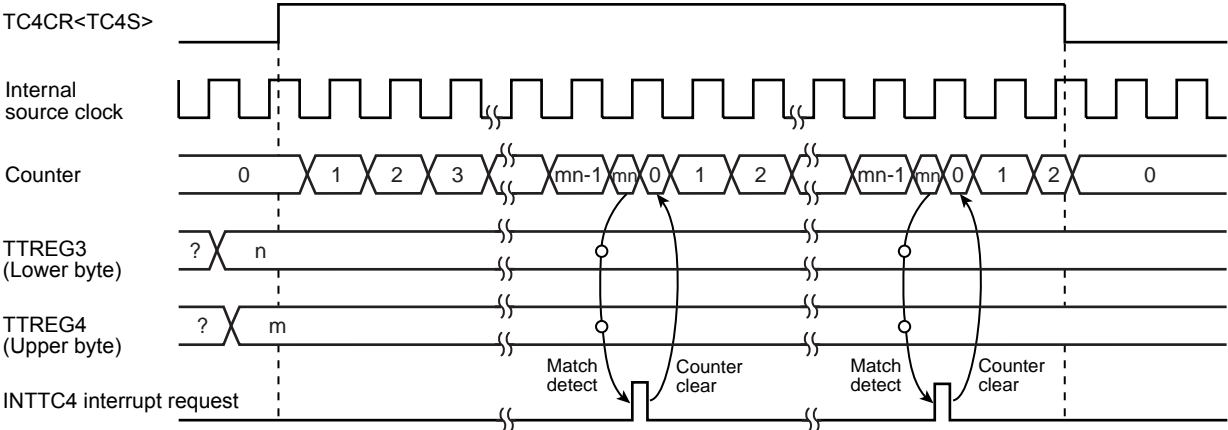 TC4CR<TC4S>
Internal
source clock
Counter
0 1 2 3 mn-1 mn 0 1 2 mn-1 mn 0 1 2 0
TTREG3
(Lower byte)
? n
TTREG4
(Upper byte)
? m
Match
detect
Counter
clear
Match
detect
Counter
clear
INTTC4 interrupt request